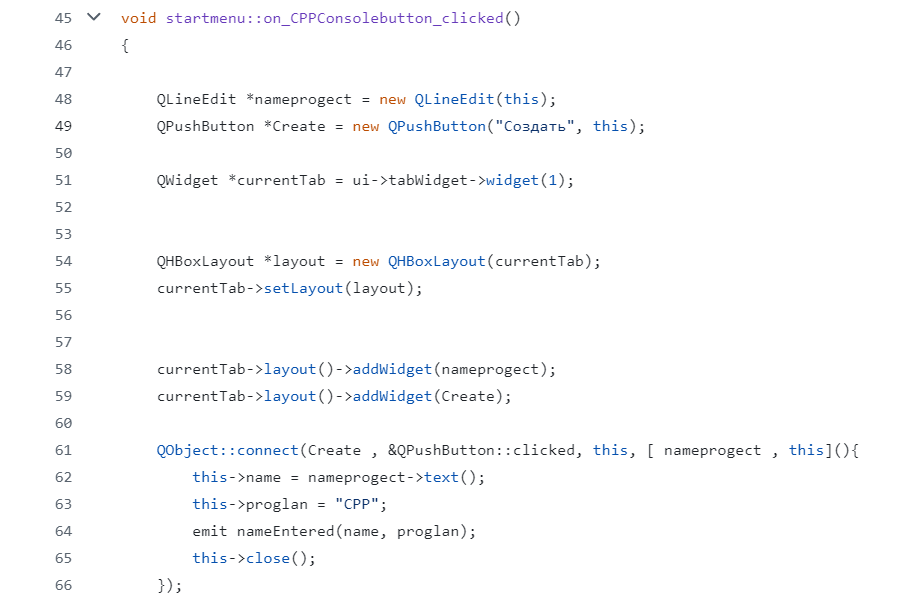 45 void startmenu::on_CPPConsolebutton_clicked()
46 {
47
48 QLineEdit *nameprogect = new QLineEdit(this);
49 QPushButton *Create = new QPushButton("Создать", this);
50
51 QWidget *currentTab = ui->tabWidget->widget(1);
52
53
54 QHBoxLayout *layout = new QHBoxLayout(currentTab);
55 currentTab->setLayout(layout);
56
57
58 currentTab->layout()->addWidget(nameprogect);
59 currentTab->layout()->addWidget(Create);
60
61 QObject::connect(Create , &QPushButton::clicked, this, [ nameprogect , this](){
62 this->name = nameprogect->text();
63 this->proglan = "CPP";
64 emit nameEntered(name, proglan);
65 this->close();
66 });